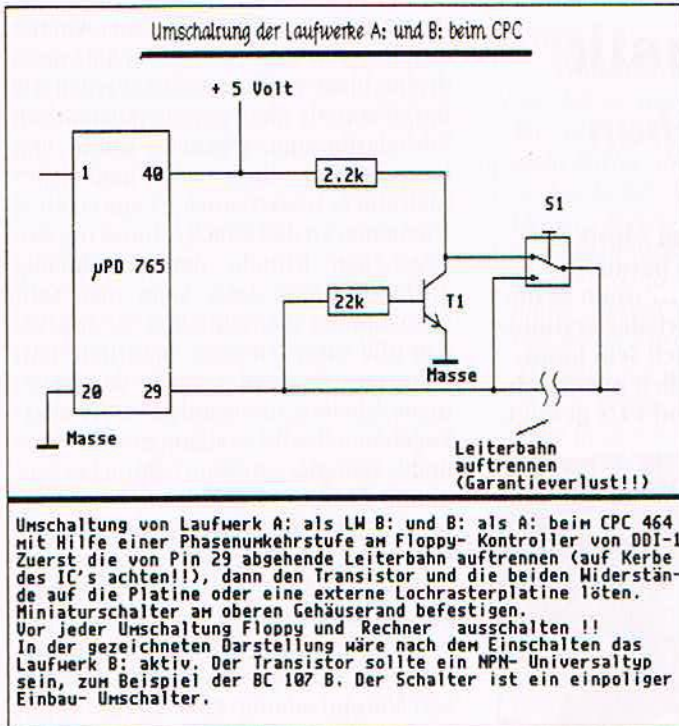 Umschaltung der Laufwerke A: und B: beim CPC
+ 5 Volt
1
40
2.2k
S1
µPD 765
22k
T1
Masse
20
29
Masse
Leiterbahn
auftrennen
(Garantieverlust!!)
Umschaltung von Laufwerk A: als LW B: und B: als A: beim CPC 464
mit Hilfe einer Phasenumkehrstufe am Floppy- Kontroller von DDI-1
Zuerst die von Pin 29 abgehende Leiterbahn auftrennen (auf Kerbe
des IC's achten!!), dann den Transistor und die beiden Widerstän-
de auf die Platine oder eine externe Lochrasterplatine löten.
Miniaturschalter am oberen Gehäuserand befestigen.
Vor jeder Umschaltung Floppy und Rechner ausschalten !!
In der gezeichneten Darstellung wäre nach dem Einschalten das
Laufwerk B: aktiv. Der Transistor sollte ein NPN- Universaltyp
sein, zum Beispiel der BC 107 B. Der Schalter ist ein einpoliger
Einbau- Umschalter.